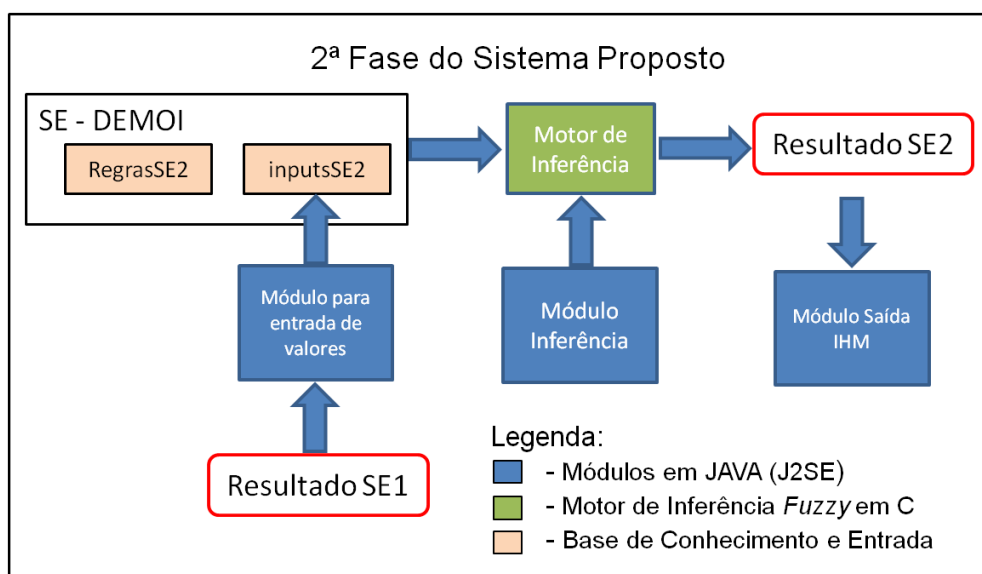 2ª Fase do Sistema Proposto
SE - DEMOI
RegrasSE2
inputsSE2
Motor de
Inferência
Resultado SE2
Módulo para
entrada de
valores
Módulo
Inferência
Módulo Saída
IHM
Resultado SE1
Legenda:
- Módulos em JAVA (J2SE)
- Motor de Inferência Fuzzy em C
- Base de Conhecimento e Entrada